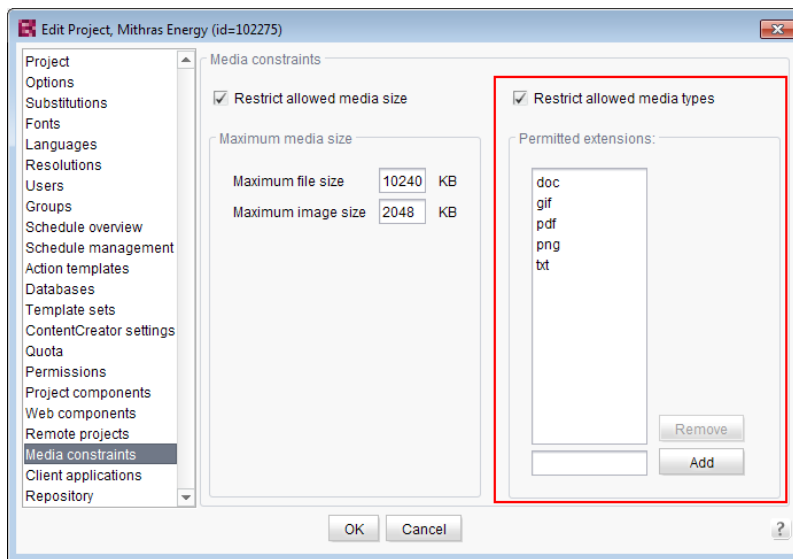 Edit Project, Mithras Energy (id=102275)
Project
Options
Substitutions
Fonts
Languages
Resolutions
Users
Groups
Schedule overview
Schedule management
Action templates
Databases
Template sets
ContentCreator settings
Quota
Permissions
Project components
Web components
Remote projects
Media constraints
Client applications
Repository
Media constraints
Restrict allowed media size
Maximum media size
Maximum file size 10240 KB
Maximum image size 2048 KB
Restrict allowed media types
Permitted extensions:
doc
gif
pdf
png
txt
Remove
Add
OK Cancel ?